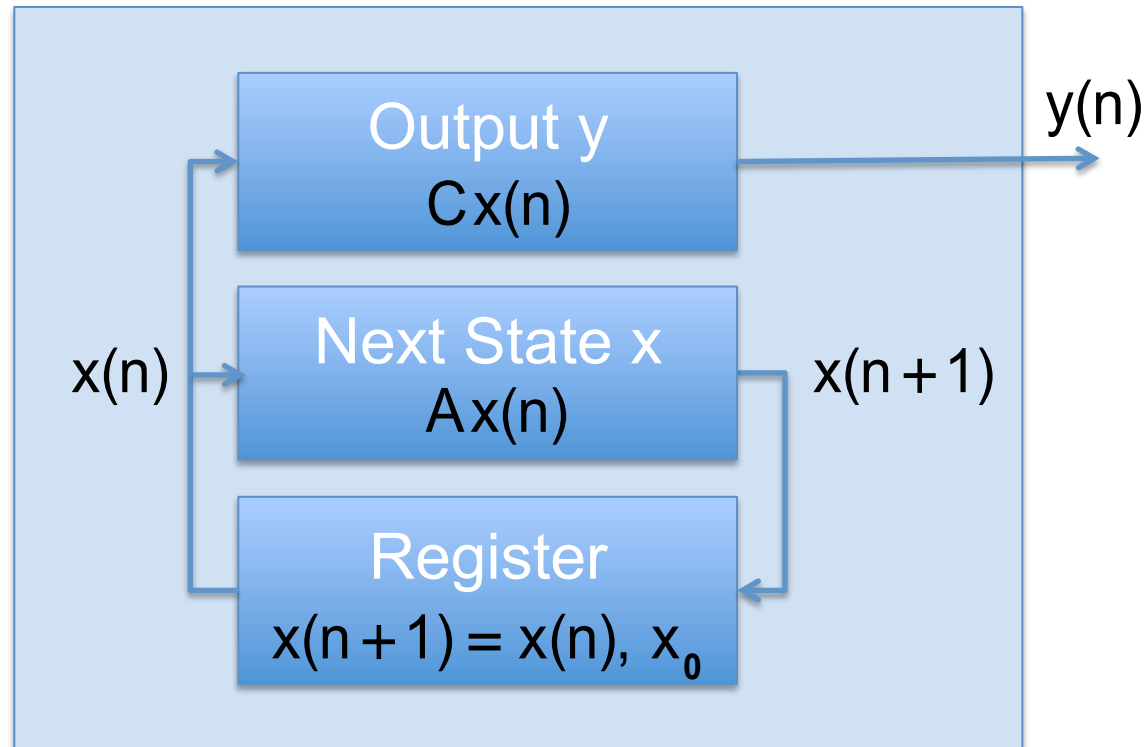 Output y
Cx(n)
y(n)
Next State x
Ax(n)
x(n)
x(n+1)
Register
x(n+1) = x(n), x₀